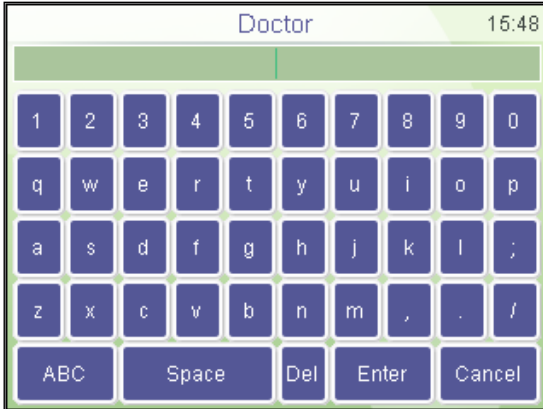 Doctor 15:48
1 2 3 4 5 6 7 8 9 0
q w e r t y u i o p
a s d f g h j k l ;
z x c v b n m , . /
ABC Space Del Enter Cancel